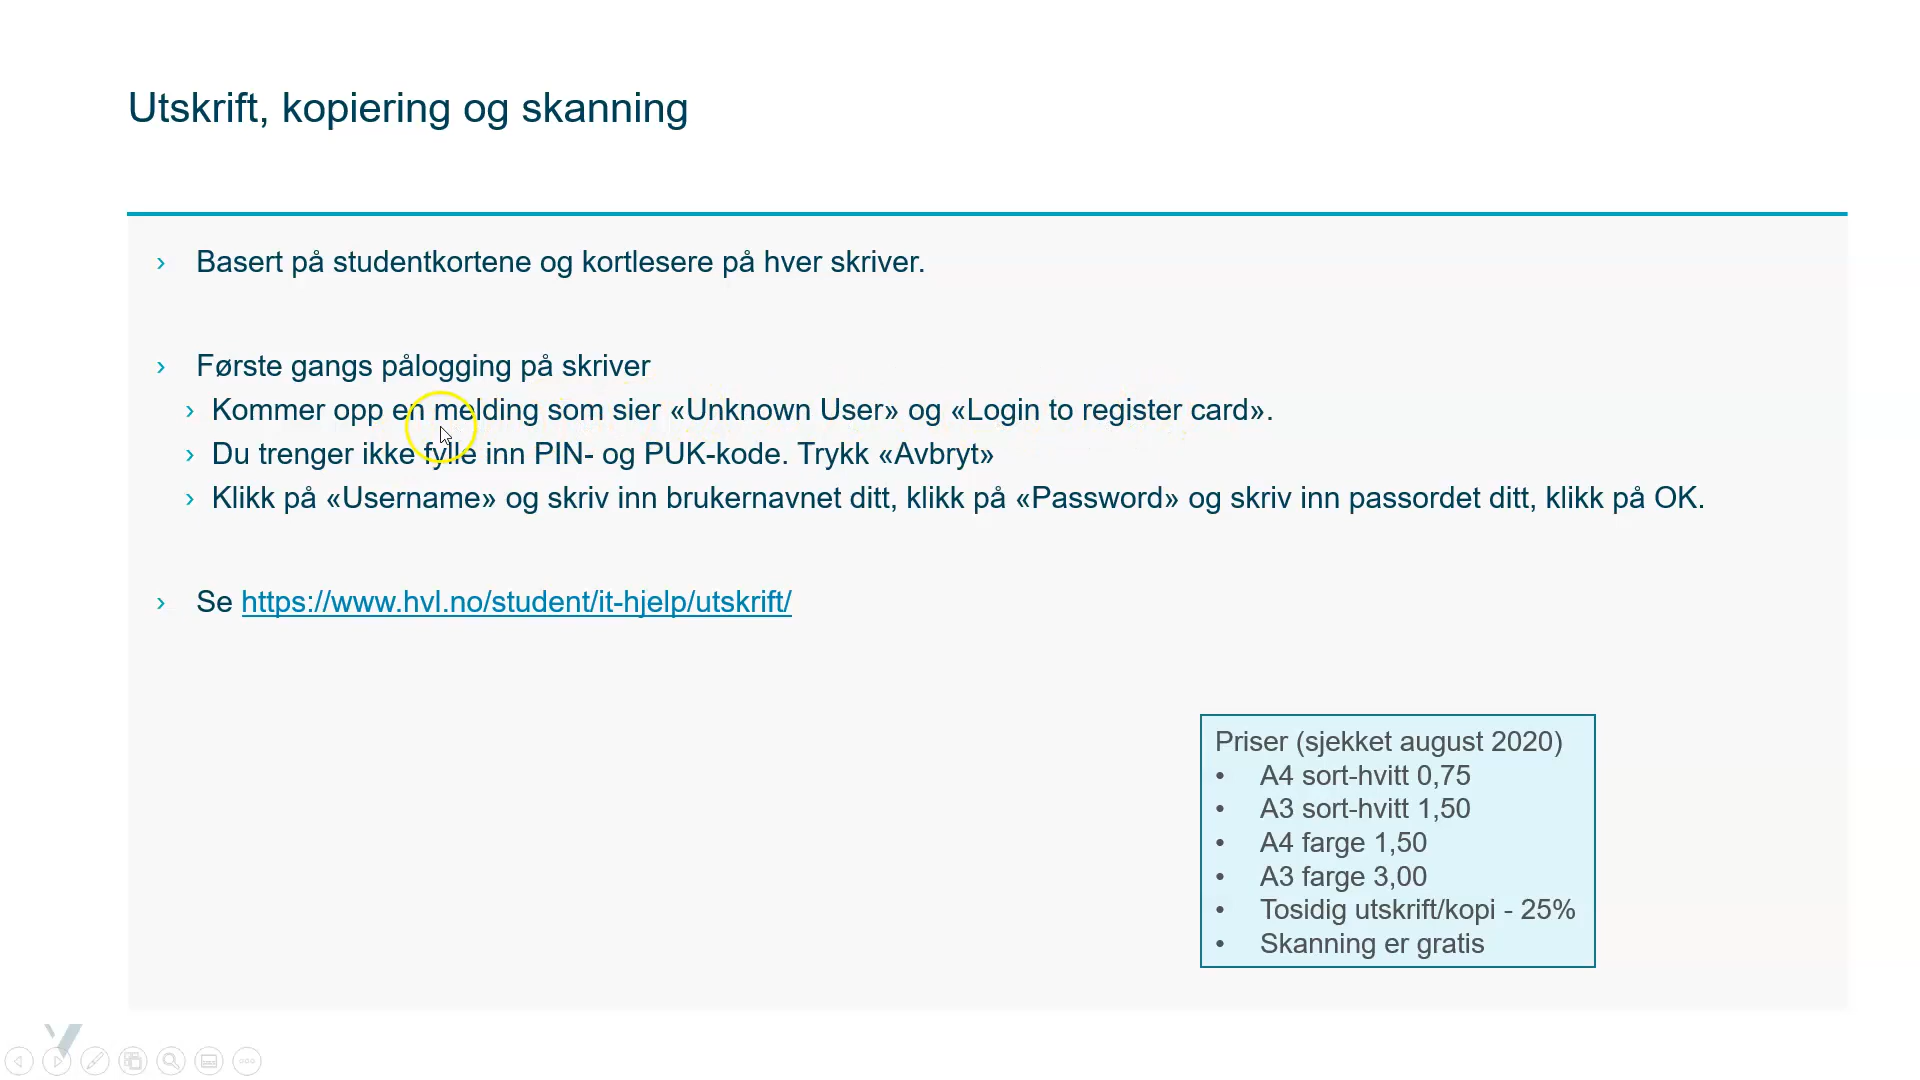 Utskrift, kopiering og skanning
› Basert på studentkortene og kortlesere på hver skriver.
› Første gangs pålogging på skriver
› Kommer opp en melding som sier «Unknown User» og «Login to register card».
› Du trenger ikke fylle inn PIN- og PUK-kode. Trykk «Avbryt»
› Klikk på «Username» og skriv inn brukernavnet ditt, klikk på «Password» og skriv inn passordet ditt, klikk på OK.
› Se https://www.hvl.no/student/it-hjelp/utskrift/
Priser (sjekket august 2020)
• A4 sort-hvitt 0,75
• A3 sort-hvitt 1,50
• A4 farge 1,50
• A3 farge 3,00
• Tosidig utskrift/kopi - 25%
• Skanning er gratis